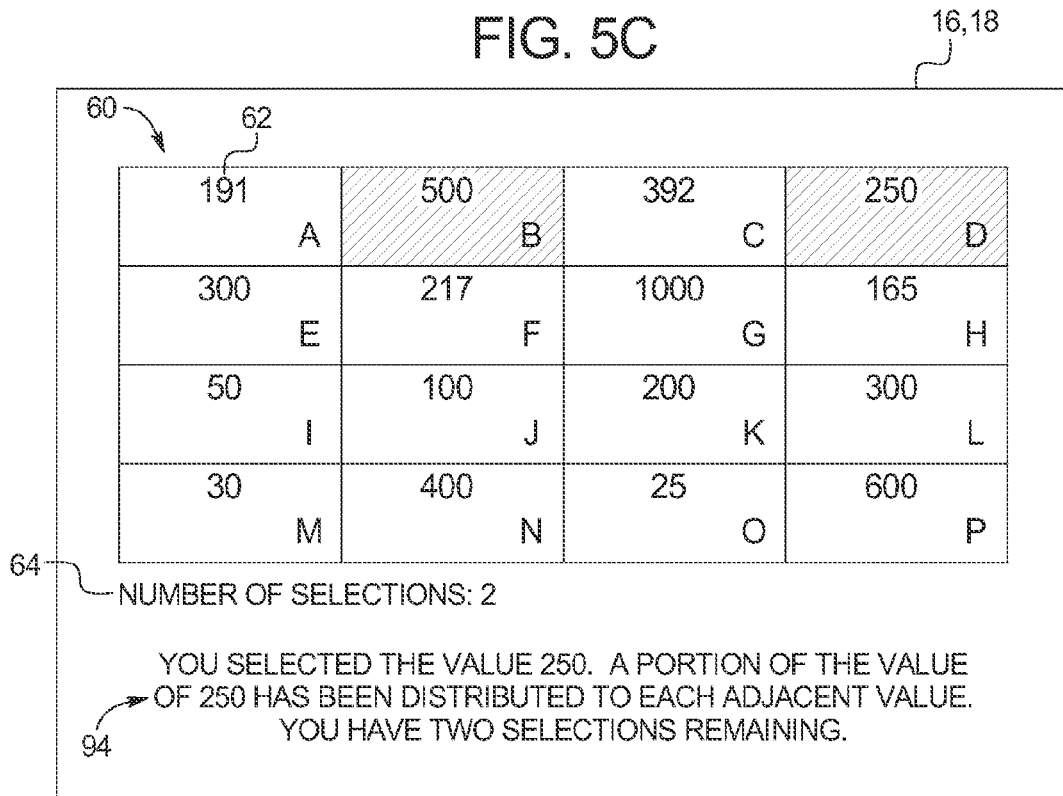 FIG. 5C
16,18
60
62
191 500 392 250
A B C D
300 217 1000 165
E F G H
50 100 200 300
I J K L
30 400 25 600
M N O P
64
NUMBER OF SELECTIONS: 2
YOU SELECTED THE VALUE 250. A PORTION OF THE VALUE
OF 250 HAS BEEN DISTRIBUTED TO EACH ADJACENT VALUE.
YOU HAVE TWO SELECTIONS REMAINING.
94